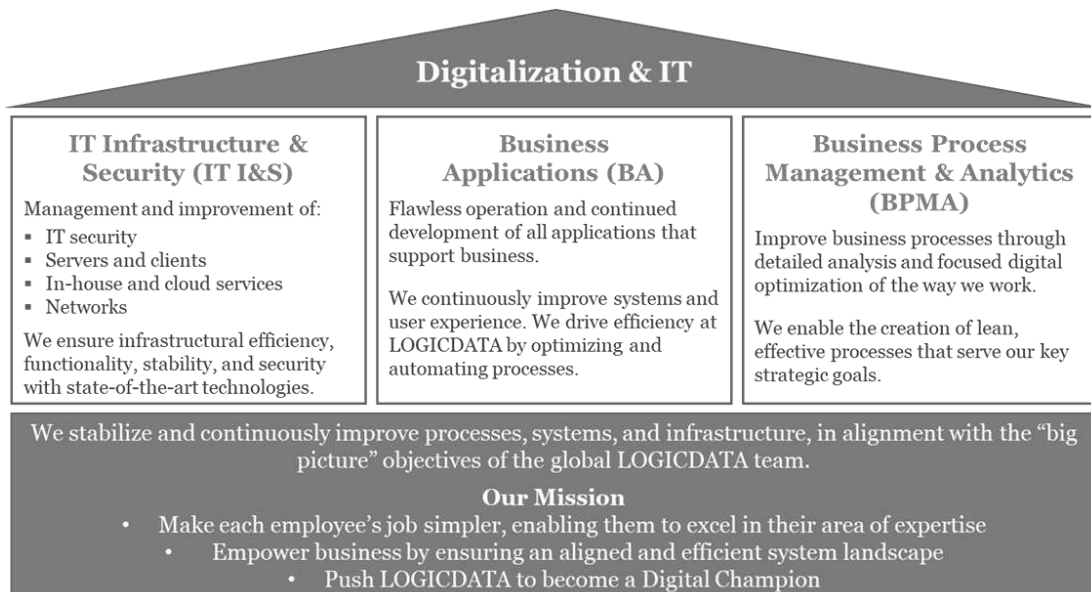 Digitalization & IT
IT Infrastructure &
Security (IT I&S)
Management and improvement of:
▪ IT security
▪ Servers and clients
▪ In-house and cloud services
▪ Networks
We ensure infrastructural efficiency,
functionality, stability, and security
with state-of-the-art technologies.
Business
Applications (BA)
Flawless operation and continued
development of all applications that
support business.
We continuously improve systems and
user experience. We drive efficiency at
LOGICDATA by optimizing and
automating processes.
Business Process
Management & Analytics
(BPMA)
Improve business processes through
detailed analysis and focused digital
optimization of the way we work.
We enable the creation of lean,
effective processes that serve our key
strategic goals.
We stabilize and continuously improve processes, systems, and infrastructure, in alignment with the “big
picture” objectives of the global LOGICDATA team.
Our Mission
• Make each employee’s job simpler, enabling them to excel in their area of expertise
• Empower business by ensuring an aligned and efficient system landscape
• Push LOGICDATA to become a Digital Champion